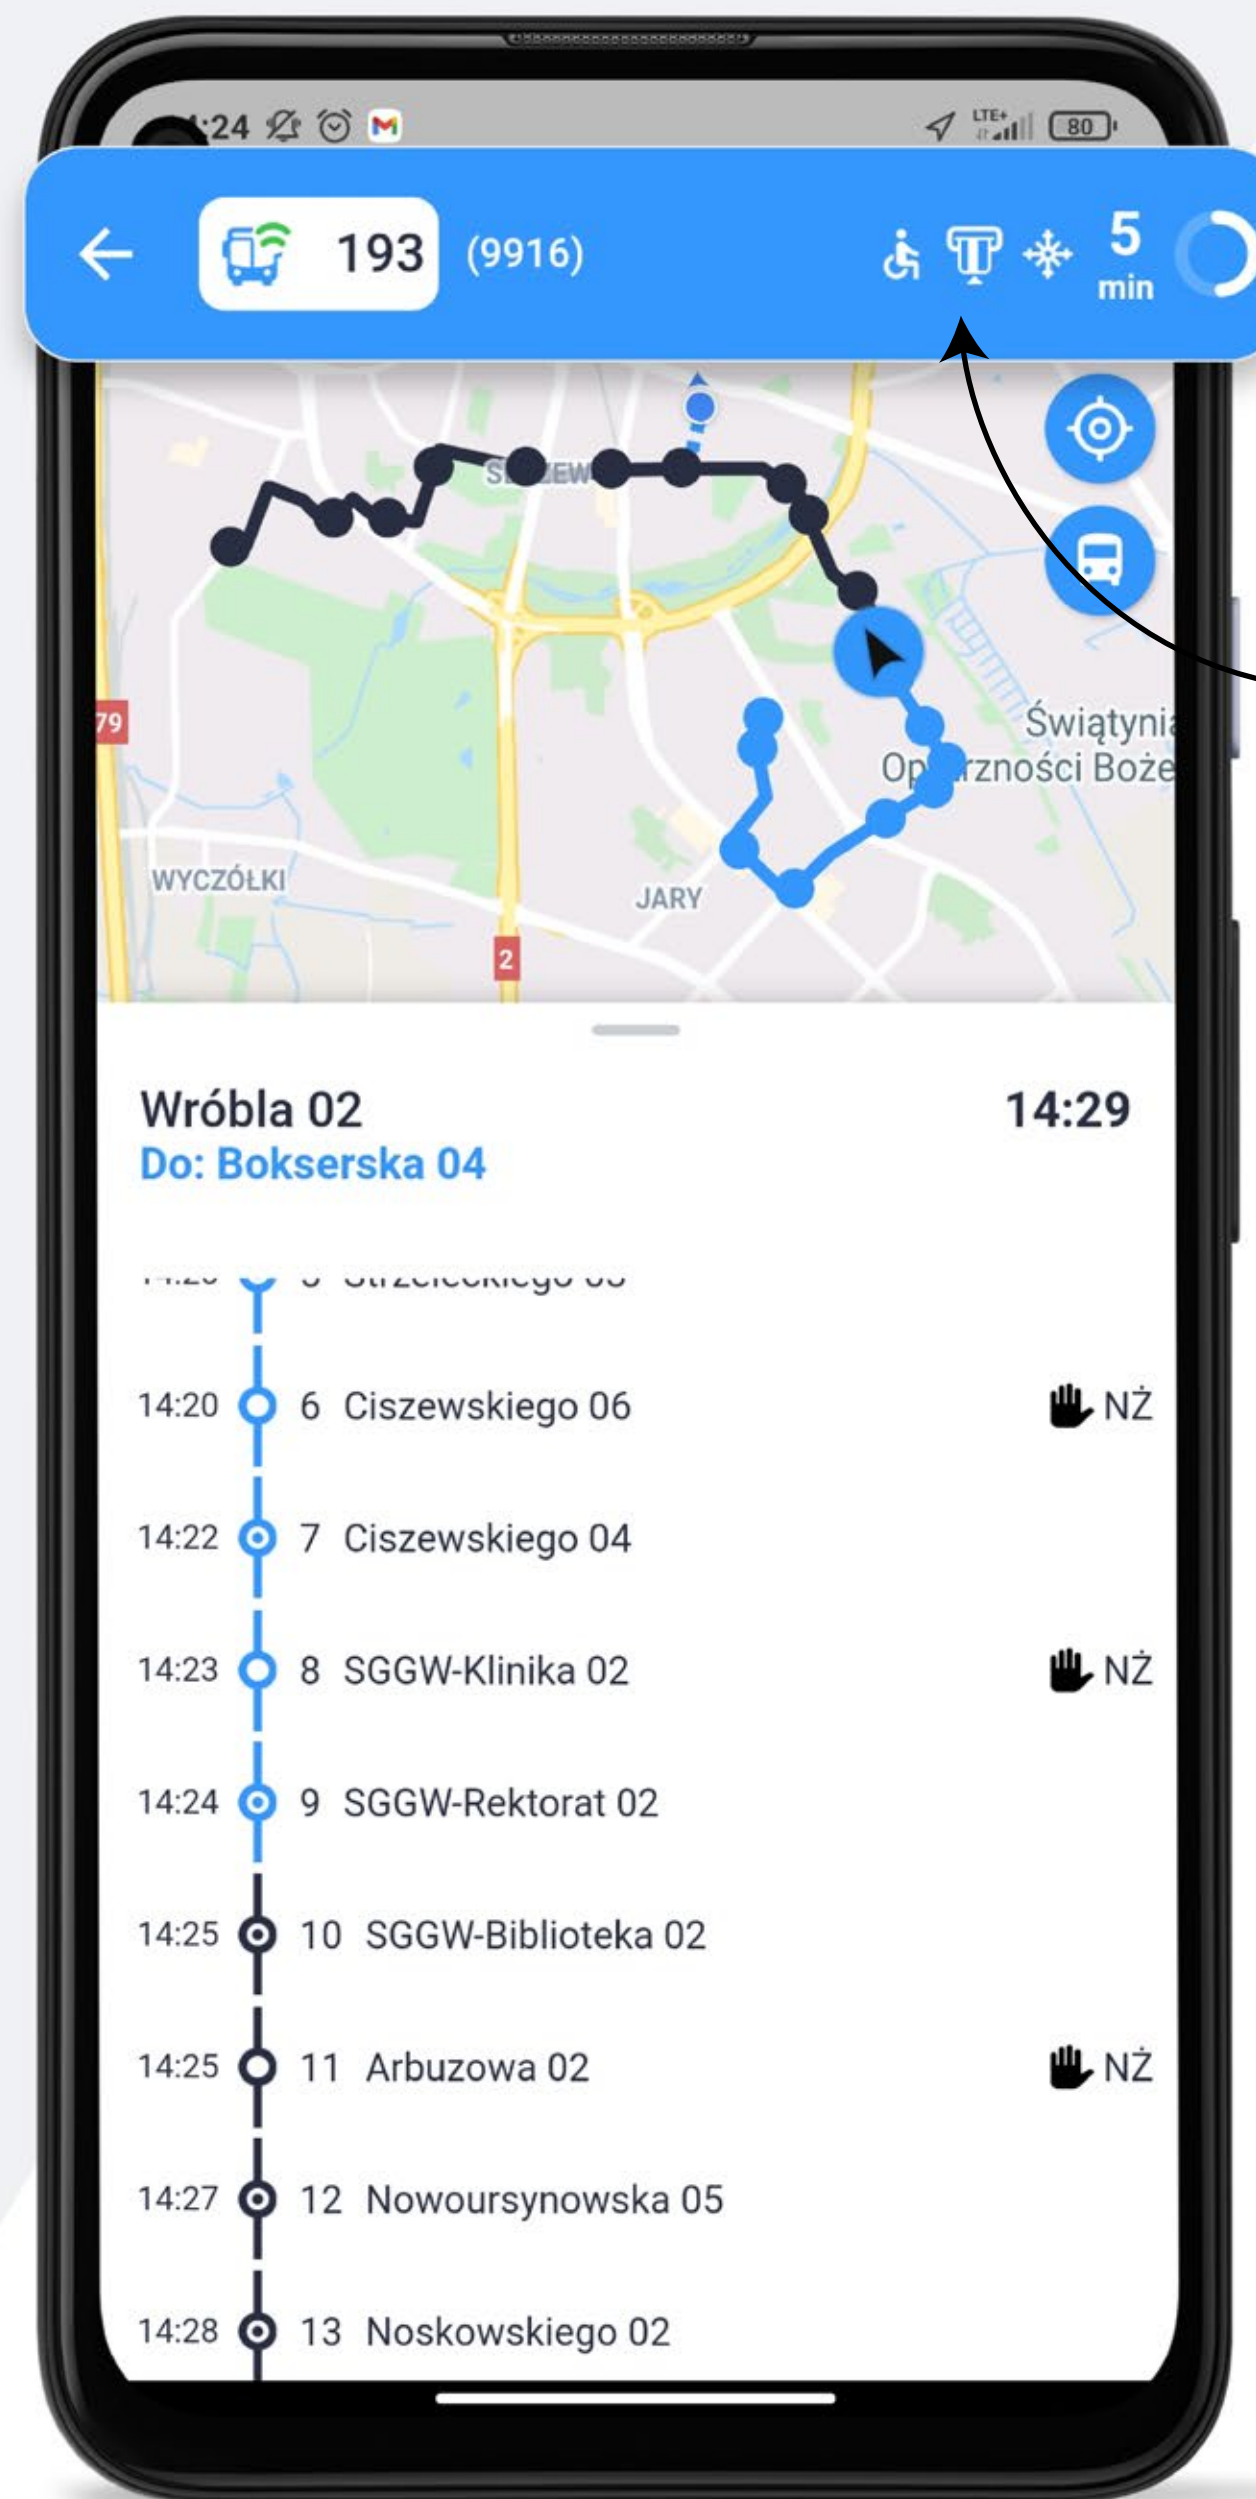 :24
LTE+
80
193
(9916)
5
min
79
Świątynia
Op rzności Boże
WYCZÓŁKI
JARY
2
Wróbla 02
14:29
Do: Bokserska 04
14:20 6 Ciszewskiego 06 NŻ
14:22 7 Ciszewskiego 04
14:23 8 SGGW-Klinika 02 NŻ
14:24 9 SGGW-Rektorat 02
14:25 10 SGGW-Biblioteka 02
14:25 11 Arbuzowa 02 NŻ
14:27 12 Nowoursynowska 05
14:28 13 Noskowskiego 02